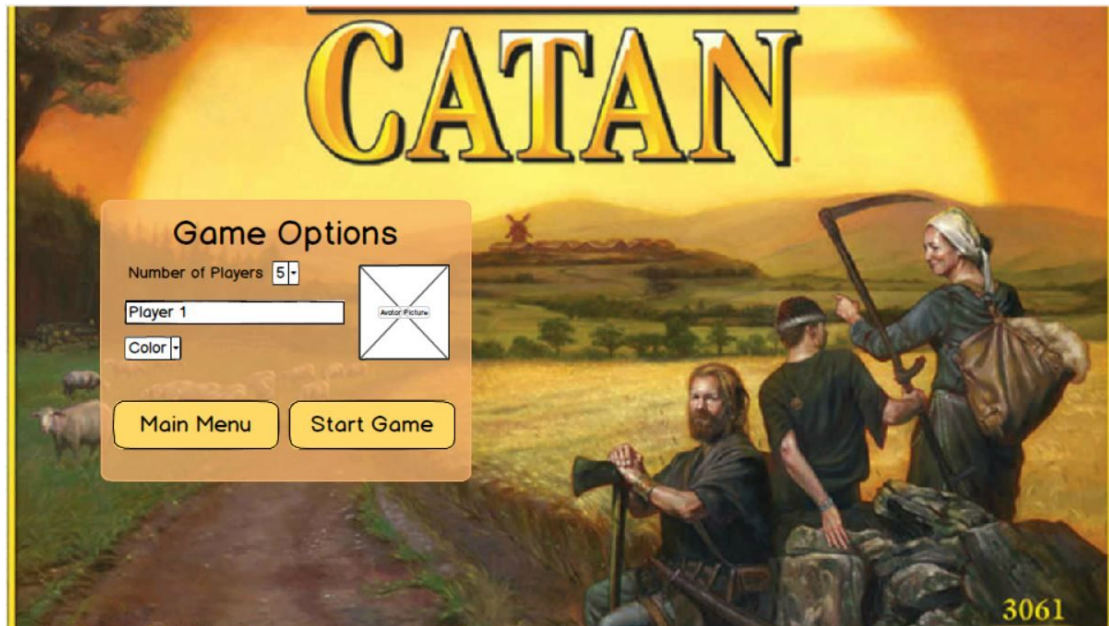 CATAN
Game Options
Number of Players 5
Avatar Picture
Player 1
Color
Main Menu Start Game
3061